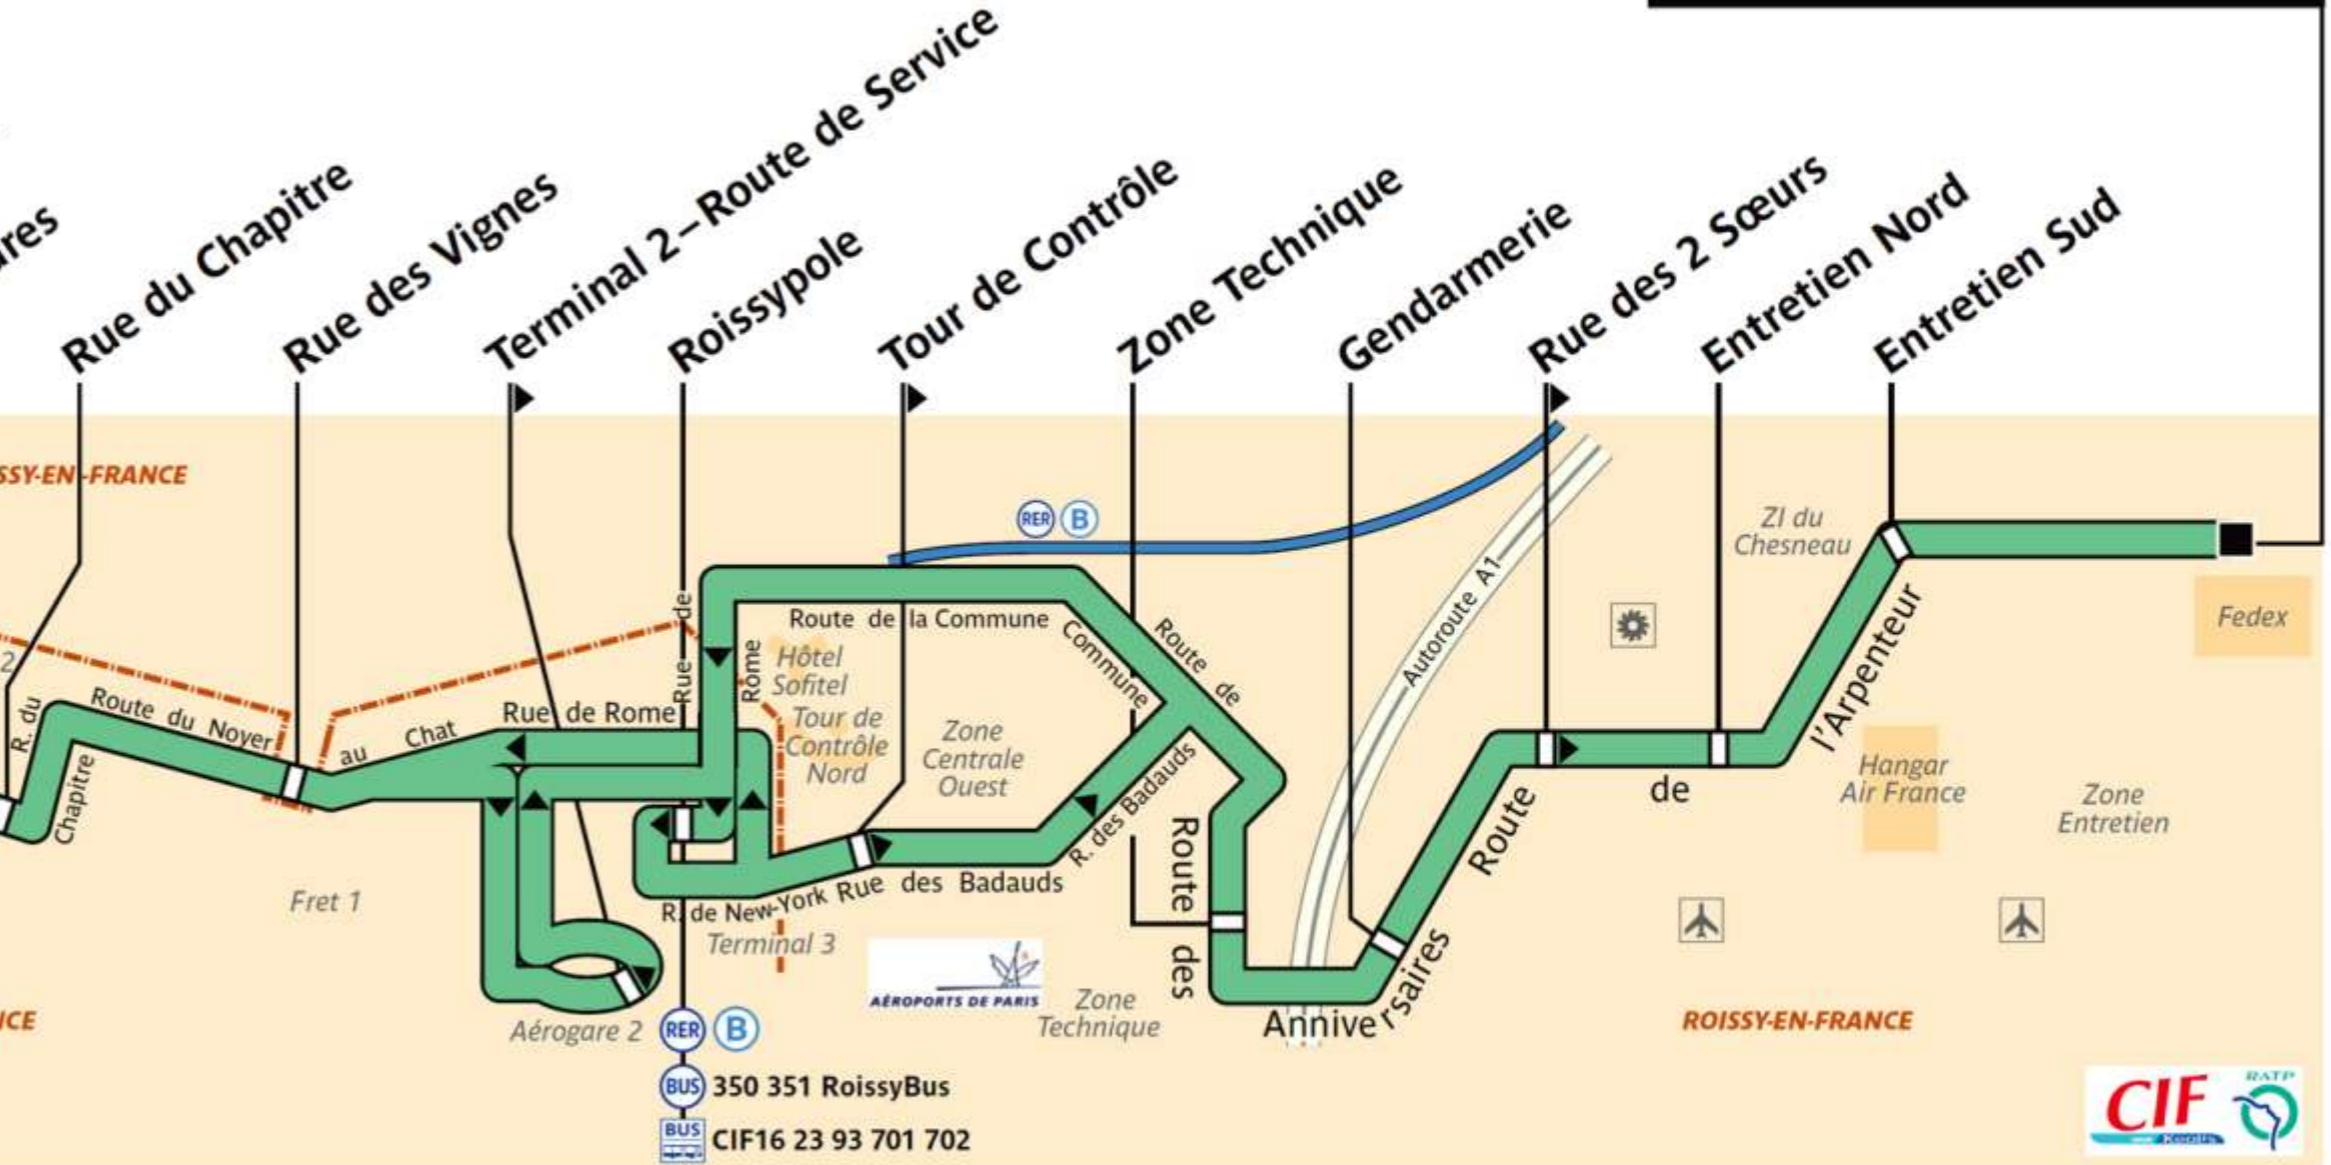 Rue du Chapitre
Rue des Vignes
Terminal 2–Route de Service
Roissypole
Tour de Contrôle
Zone Technique
Gendarmerie
Rue des 2 Sœurs
Entretien Nord
Entretien Sud
SSY-EN-FRANCE
RER B
ZI du
Chesneau
Autoroute A1
Fedex
Route de la Commune
Commune
Route de
Rue de
Rome
Hôtel
Sofitel
Tour de
Contrôle
Nord
Zone
Centrale
Ouest
2
R. du
Chapitre
Route du Noyer
au Chat
Rue de Rome
R. des Badauds
Rue des Badauds
R. de New-York
Route des
Anniversaires
Route
de
l'Arpenteur
Hangar
Air France
Zone
Entretien
Fret 1
Terminal 3
AÉROPORTS DE PARIS
Zone
Technique
Aérogare 2
ROISSY-EN-FRANCE
RER B
BUS 350 351 RoissyBus
BUS CIF16 23 93 701 702
CIF
RATP